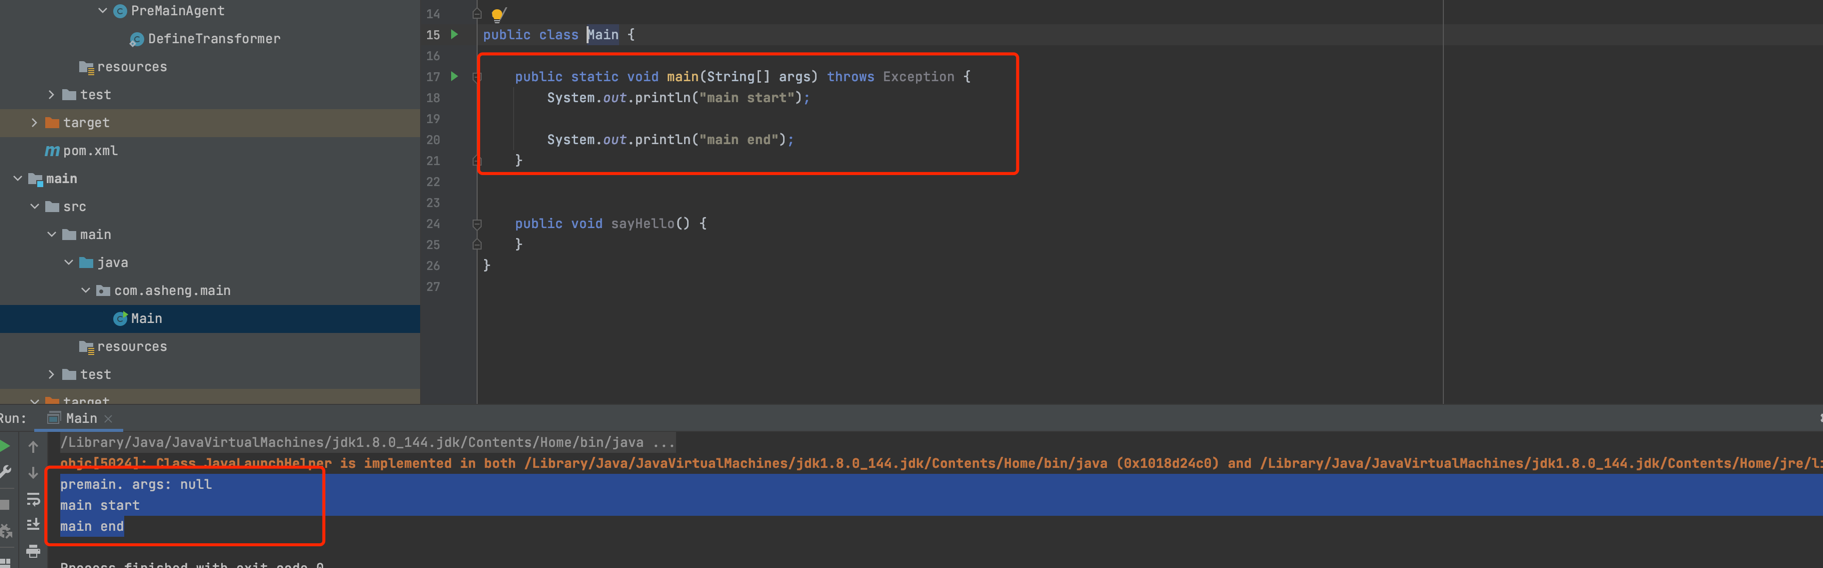 PreMainAgent
DefineTransformer
resources
test
target
pom.xml
main
src
main
java
com.asheng.main
Main
resources
test
target
14
15 public class Main {
16
17 public static void main(String[] args) throws Exception {
18 System.out.println("main start");
19
20 System.out.println("main end");
21 }
22
23
24 public void sayHello() {
25 }
26 }
27
Run: Main
/Library/Java/JavaVirtualMachines/jdk1.8.0_144.jdk/Contents/Home/bin/java ...
objc[5024]: Class JavaLaunchHelper is implemented in both /Library/Java/JavaVirtualMachines/jdk1.8.0_144.jdk/Contents/Home/bin/java (0x1018d24c0) and /Library/Java/JavaVirtualMachines/jdk1.8.0_144.jdk/Contents/Home/jre/li
premain. args: null
main start
main end
Process finished with exit code 0